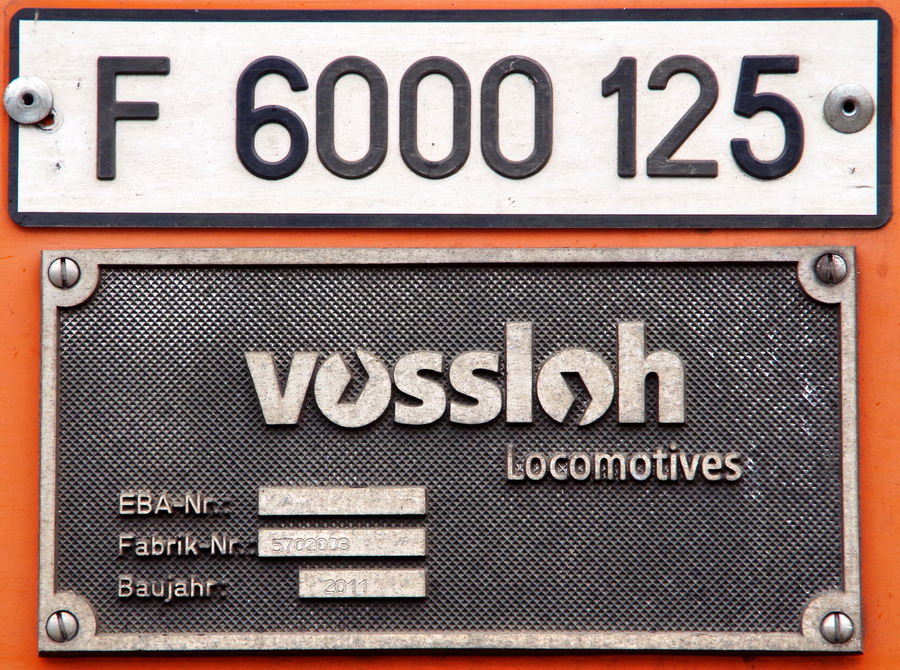 F 6000 125
vossloh
Locomotives
EBA-Nr.:
Fabrik-Nr.: 5702003
Baujahr: 2011